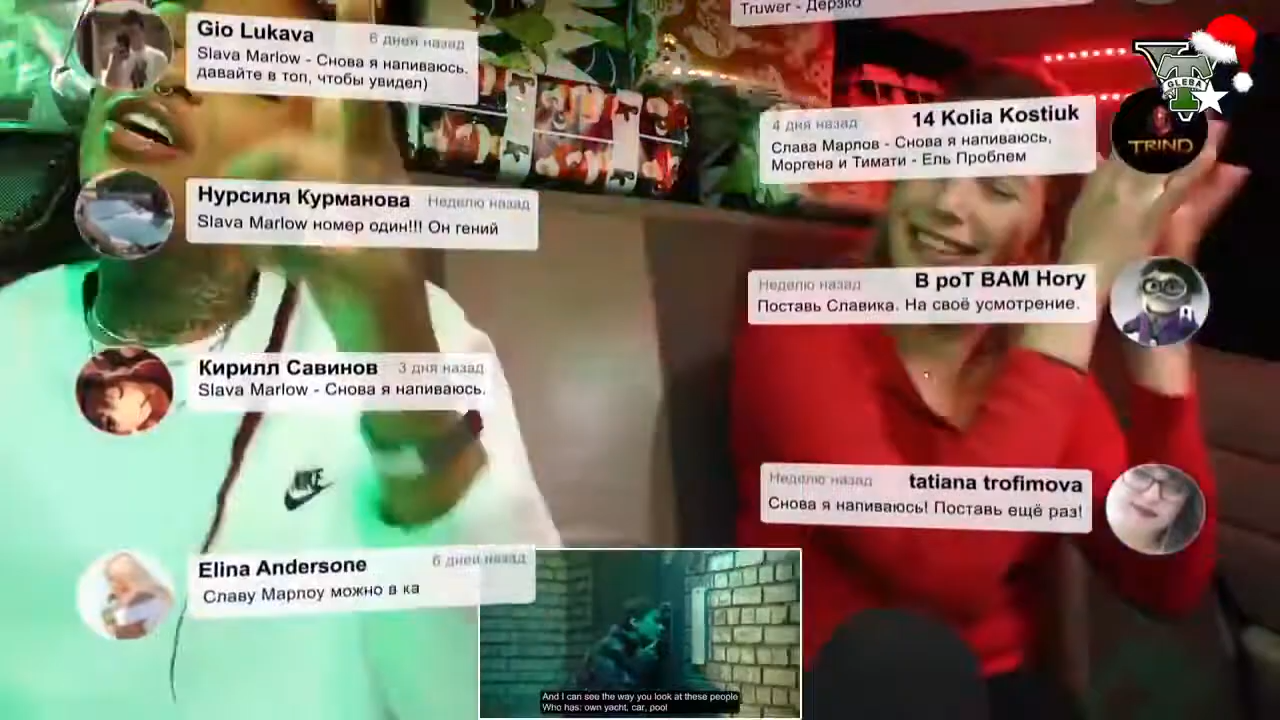 Gio Lukava 6 дней назад
Slava Marlow - Снова я напиваюсь.
давайте в топ, чтобы увидел)
Нурсиля Курманова Неделю назад
Slava Marlow номер один!!! Он гений
Кирилл Савинов 3 дня назад
Slava Marlow - Снова я напиваюсь.
NIKE
Elina Andersone 6 дней назад
Славу Марлоу можно в ка
Truwer - Дерзко
GLEBA
4 дня назад 14 Kolia Kostiuk
Слава Марлов - Снова я напиваюсь,
Моргена и Тимати - Ель Проблем
TRIND
Неделю назад В роТ ВАМ Ногу
Поставь Славика. На своё усмотрение.
Неделю назад tatiana trofimova
Снова я напиваюсь! Поставь ещё раз!
And I can see the way you look at these people
Who has: own yacht, car, pool